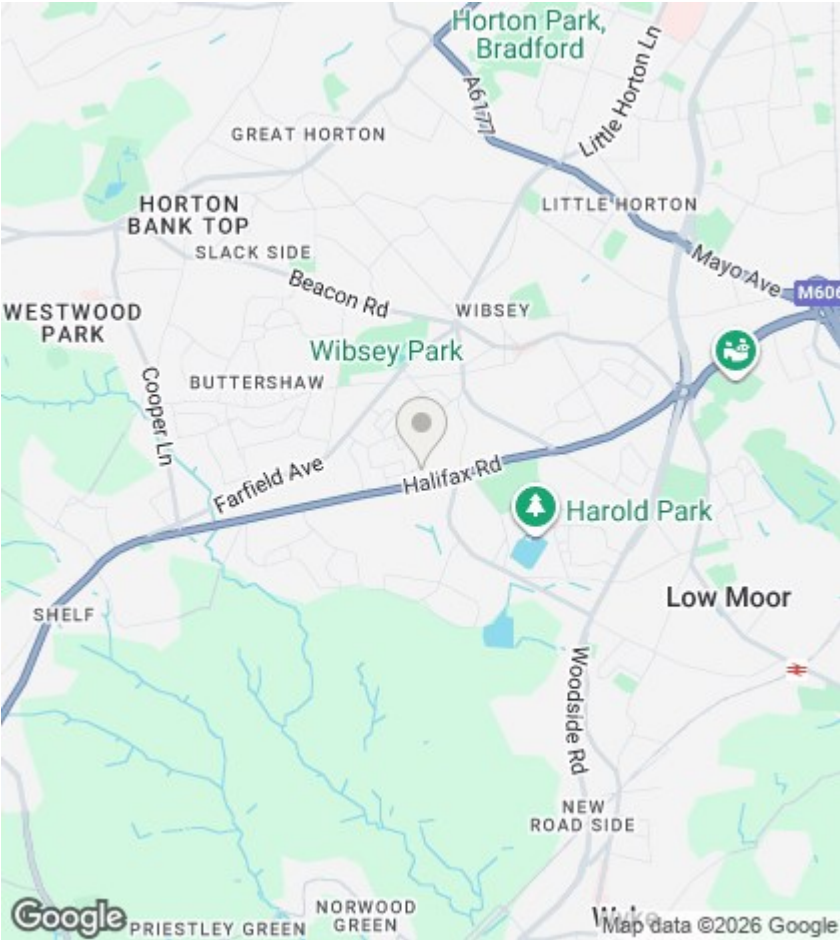 Horton Park,
Bradford
Little Horton Ln
A6177
GREAT HORTON
HORTON
BANK TOP
LITTLE HORTON
SLACK SIDE
Mayo Ave
Beacon Rd
M606
WESTWOOD
PARK
WIBSEY
Wibsey Park
BUTTERSHAW
Cooper Ln
Farfield Ave
Halifax Rd
Harold Park
Low Moor
SHELF
Woodside Rd
NEW
ROAD SIDE
NORWOOD
GREEN
PRIESTLEY GREEN
Wyke
Google
Map data ©2026 Google